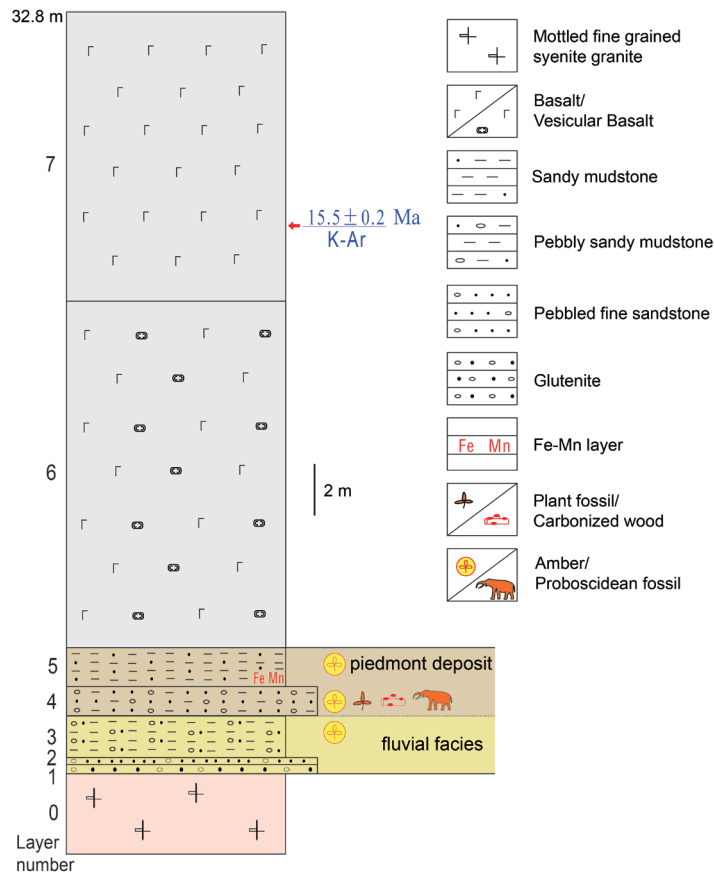 32.8 m
7
15.5±0.2 Ma
K-Ar
6
2 m
5
Fe Mn
piedmont deposit
4
3
fluvial facies
2
1
0
Layer
number
Mottled fine grained
syenite granite
Basalt/
Vesicular Basalt
Sandy mudstone
Pebbly sandy mudstone
Pebbled fine sandstone
Glutenite
Fe Mn
Fe-Mn layer
Plant fossil/
Carbonized wood
Amber/
Proboscidean fossil